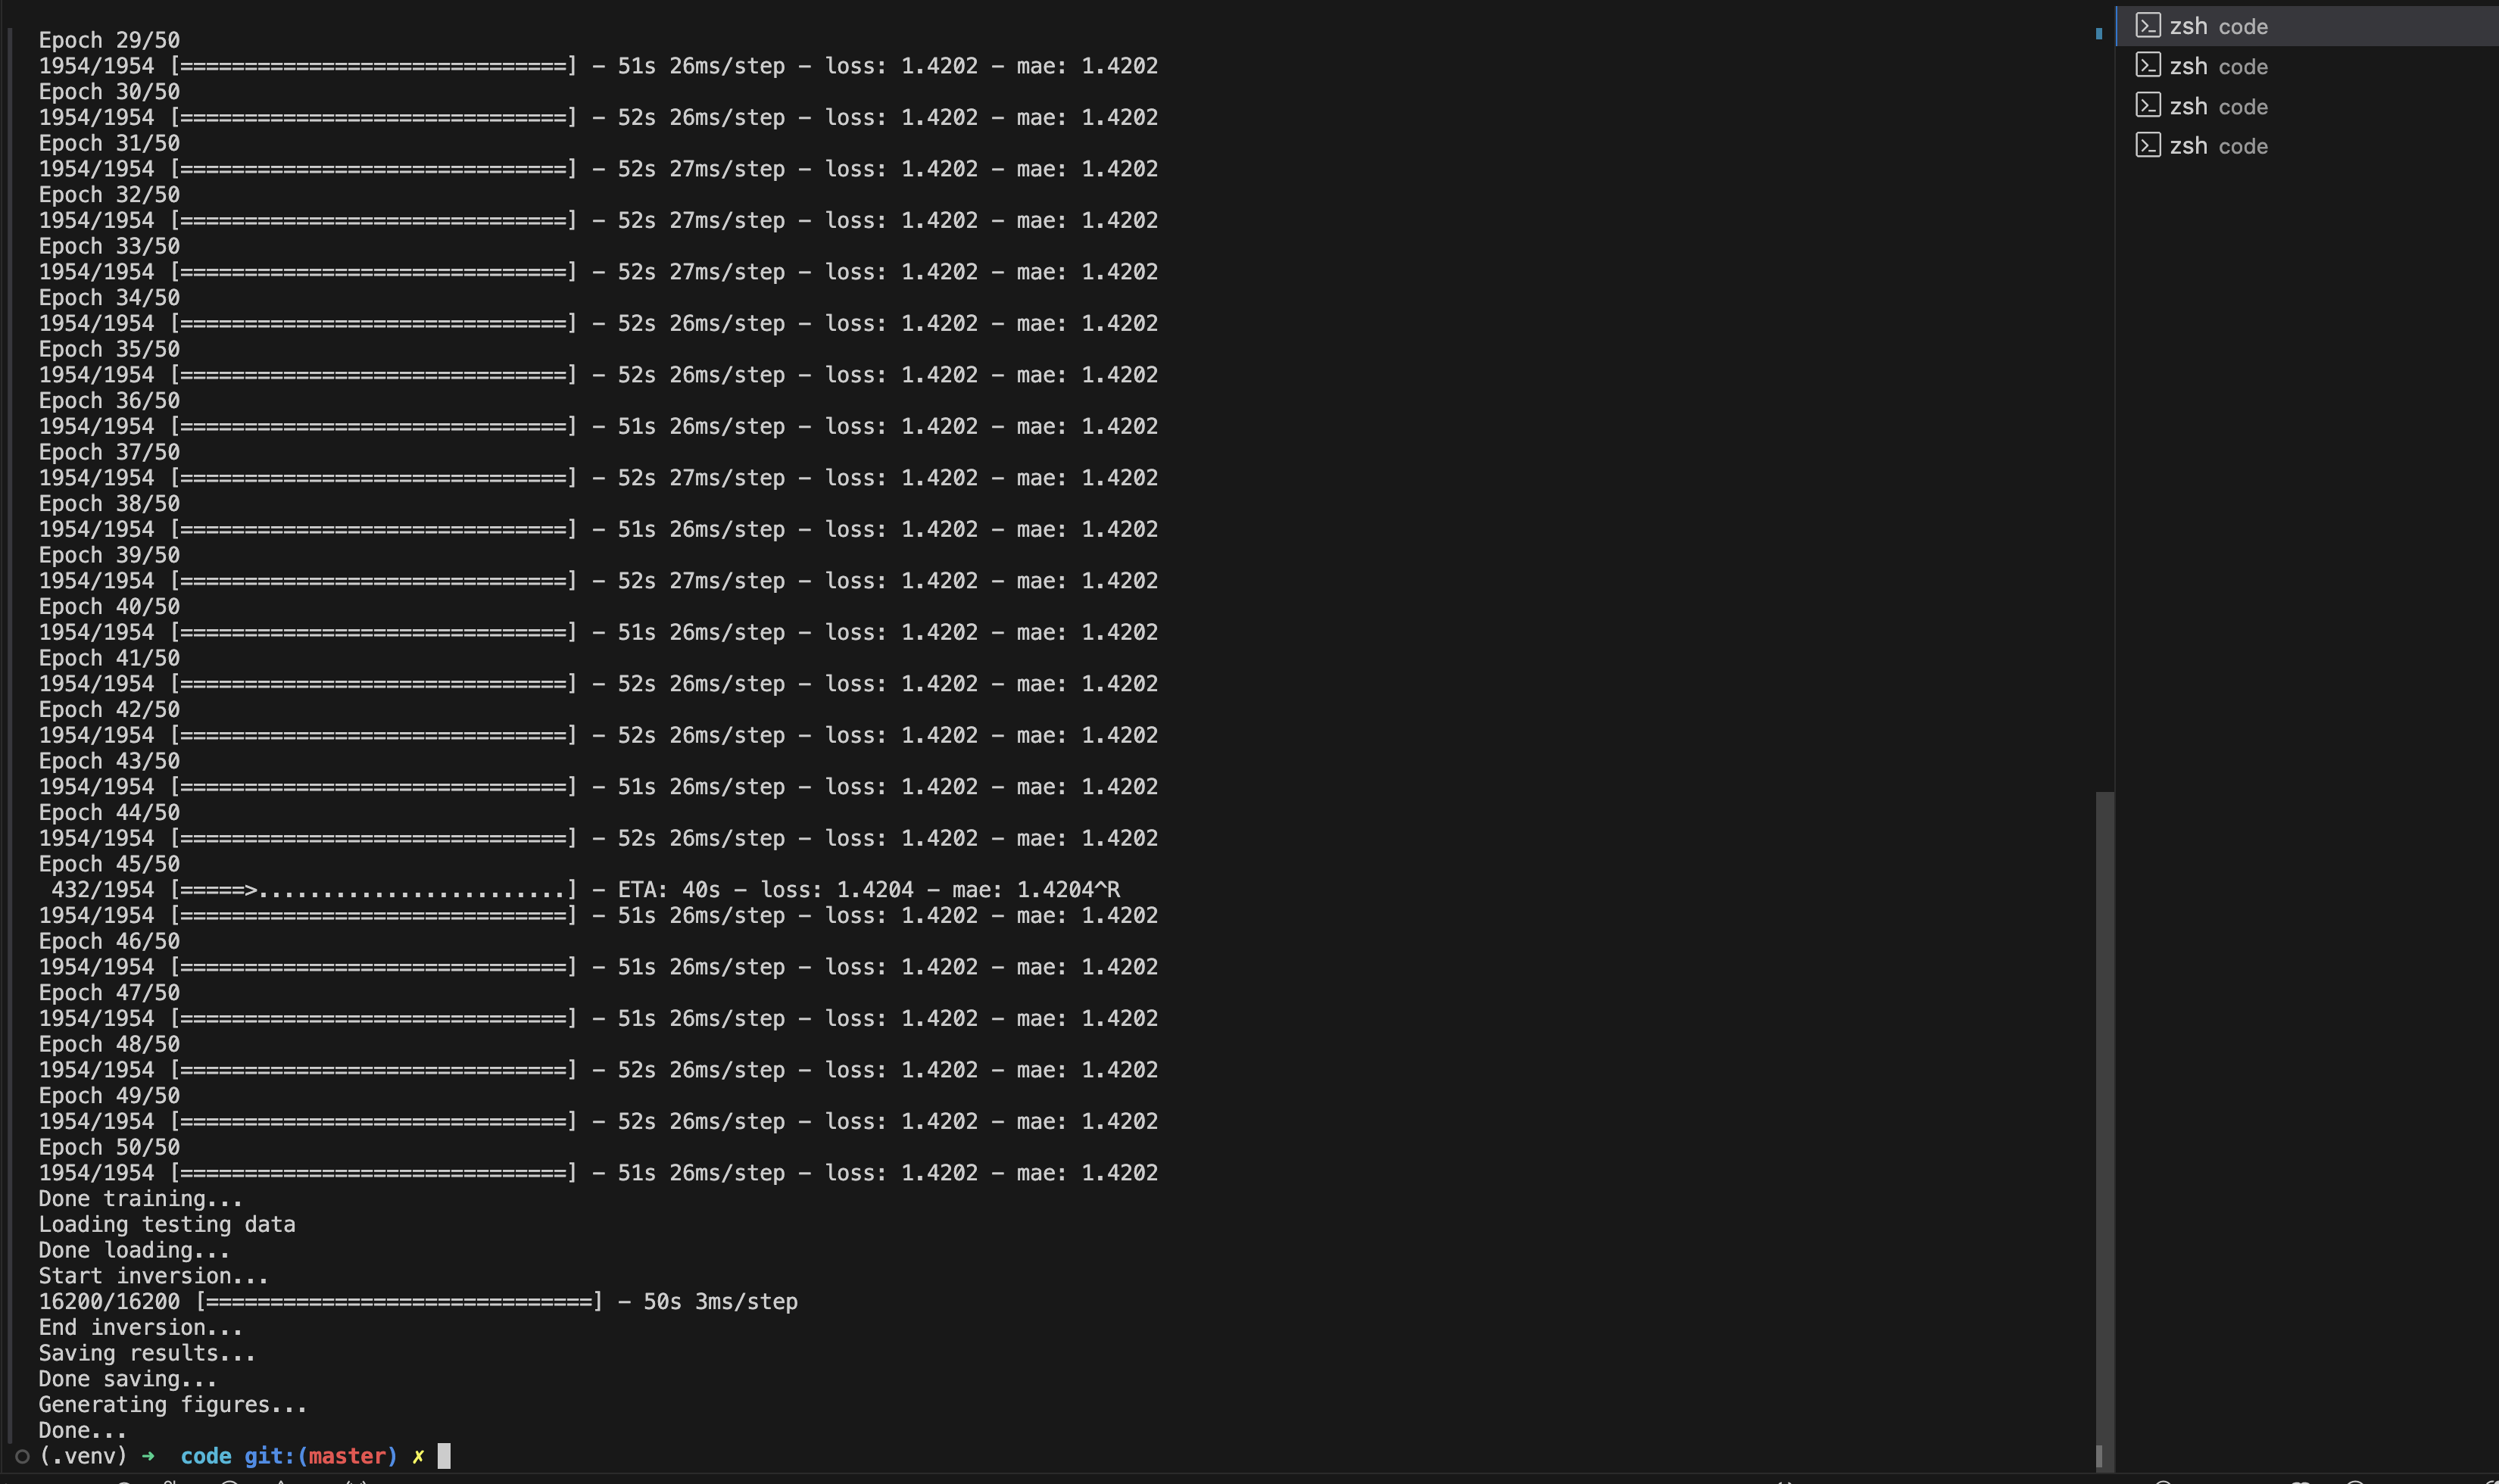 Epoch 29/50
1954/1954 [==============================] – 51s 26ms/step – loss: 1.4202 – mae: 1.4202
Epoch 30/50
1954/1954 [==============================] – 52s 26ms/step – loss: 1.4202 – mae: 1.4202
Epoch 31/50
1954/1954 [==============================] – 52s 27ms/step – loss: 1.4202 – mae: 1.4202
Epoch 32/50
1954/1954 [==============================] – 52s 27ms/step – loss: 1.4202 – mae: 1.4202
Epoch 33/50
1954/1954 [==============================] – 52s 27ms/step – loss: 1.4202 – mae: 1.4202
Epoch 34/50
1954/1954 [==============================] – 52s 26ms/step – loss: 1.4202 – mae: 1.4202
Epoch 35/50
1954/1954 [==============================] – 52s 26ms/step – loss: 1.4202 – mae: 1.4202
Epoch 36/50
1954/1954 [==============================] – 51s 26ms/step – loss: 1.4202 – mae: 1.4202
Epoch 37/50
1954/1954 [==============================] – 52s 27ms/step – loss: 1.4202 – mae: 1.4202
Epoch 38/50
1954/1954 [==============================] – 51s 26ms/step – loss: 1.4202 – mae: 1.4202
Epoch 39/50
1954/1954 [==============================] – 52s 27ms/step – loss: 1.4202 – mae: 1.4202
Epoch 40/50
1954/1954 [==============================] – 51s 26ms/step – loss: 1.4202 – mae: 1.4202
Epoch 41/50
1954/1954 [==============================] – 52s 26ms/step – loss: 1.4202 – mae: 1.4202
Epoch 42/50
1954/1954 [==============================] – 52s 26ms/step – loss: 1.4202 – mae: 1.4202
Epoch 43/50
1954/1954 [==============================] – 51s 26ms/step – loss: 1.4202 – mae: 1.4202
Epoch 44/50
1954/1954 [==============================] – 52s 26ms/step – loss: 1.4202 – mae: 1.4202
Epoch 45/50
432/1954 [=====>........................] – ETA: 40s – loss: 1.4204 – mae: 1.4204^R
1954/1954 [==============================] – 51s 26ms/step – loss: 1.4202 – mae: 1.4202
Epoch 46/50
1954/1954 [==============================] – 51s 26ms/step – loss: 1.4202 – mae: 1.4202
Epoch 47/50
1954/1954 [==============================] – 51s 26ms/step – loss: 1.4202 – mae: 1.4202
Epoch 48/50
1954/1954 [==============================] – 52s 26ms/step – loss: 1.4202 – mae: 1.4202
Epoch 49/50
1954/1954 [==============================] – 52s 26ms/step – loss: 1.4202 – mae: 1.4202
Epoch 50/50
1954/1954 [==============================] – 51s 26ms/step – loss: 1.4202 – mae: 1.4202
Done training...
Loading testing data
Done loading...
Start inversion...
16200/16200 [==============================] – 50s 3ms/step
End inversion...
Saving results...
Done saving...
Generating figures...
Done...
(.venv) ➜ code git:(master) ✗
zsh code
zsh code
zsh code
zsh code